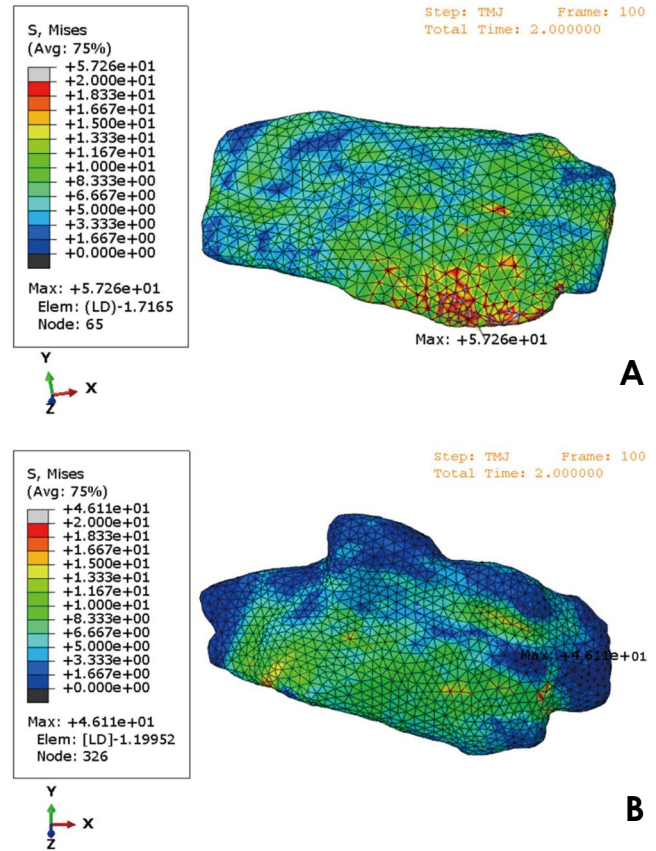 Step: TMJ Frame: 100
Total Time: 2.000000
S, Mises
(Avg: 75%)
+5.726e+01
+2.000e+01
+1.833e+01
+1.667e+01
+1.500e+01
+1.333e+01
+1.167e+01
+1.000e+01
+8.333e+00
+6.667e+00
+5.000e+00
+3.333e+00
+1.667e+00
+0.000e+00
Max: +5.726e+01
Elem: (LD)-1.7165
Node: 65
Max: +5.726e+01
Y
X
Z
A
Step: TMJ Frame: 100
Total Time: 2.000000
S, Mises
(Avg: 75%)
+4.611e+01
+2.000e+01
+1.833e+01
+1.667e+01
+1.500e+01
+1.333e+01
+1.167e+01
+1.000e+01
+8.333e+00
+6.667e+00
+5.000e+00
+3.333e+00
+1.667e+00
+0.000e+00
Max: +4.611e+01
Elem: [LD]-1.19952
Node: 326
Max: +4.611e+01
Y
X
Z
B